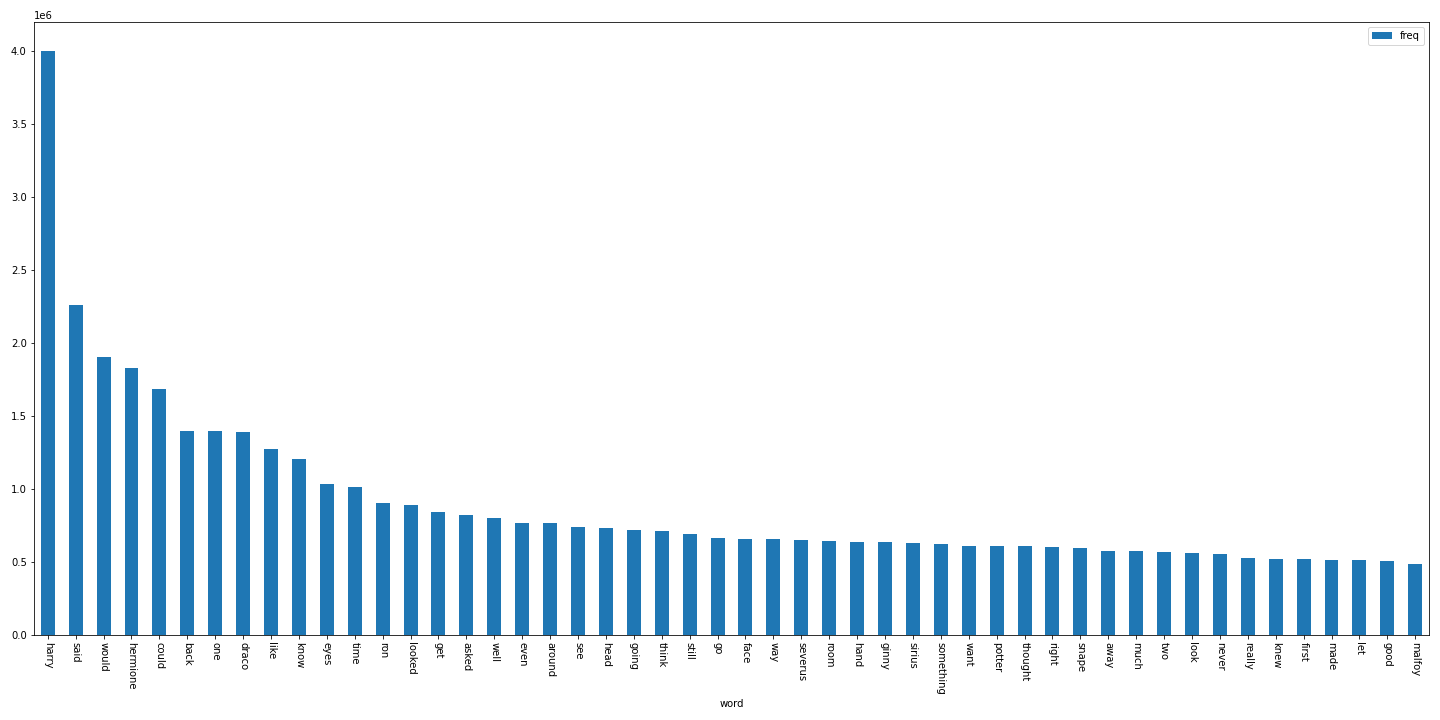 1e6
freq
4.0
3.5
3.0
2.5
2.0
1.5
1.0
0.5
0.0
harry
said
would
hermione
could
back
one
draco
like
know
eyes
time
ron
looked
get
asked
well
even
around
see
head
going
think
still
go
face
way
severus
room
hand
ginny
sirius
something
want
potter
thought
right
snape
away
much
two
look
never
really
knew
first
made
let
good
malfoy
word